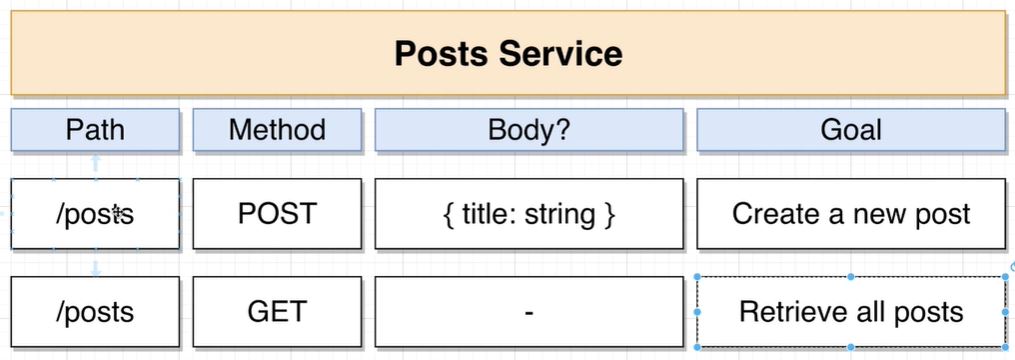 Posts Service
Path Method Body? Goal
/posts POST { title: string } Create a new post
/posts GET - Retrieve all posts